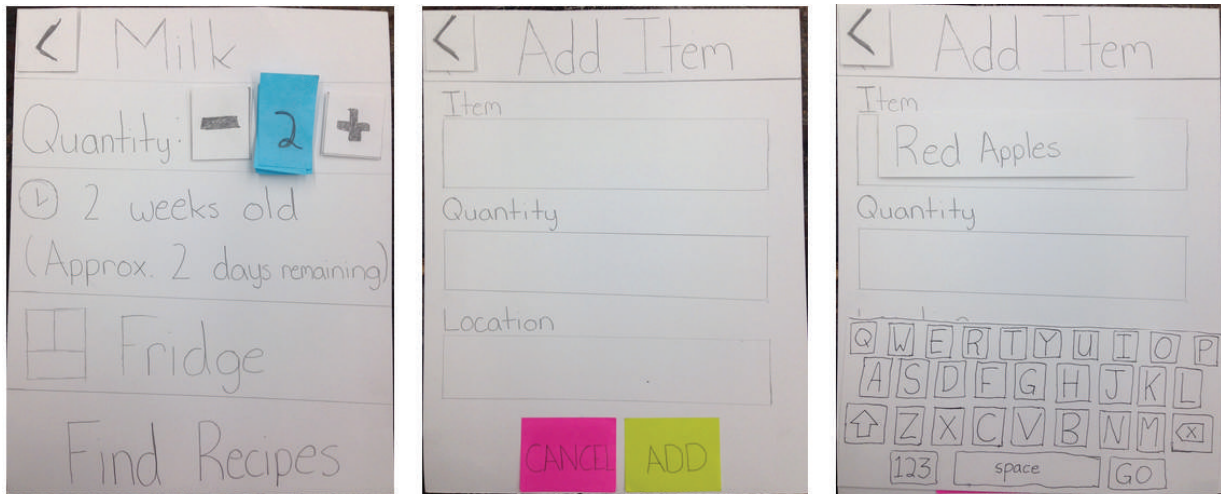 < Milk
Quantity: - 2 +
2 weeks old
(Approx. 2 days remaining)
Fridge
Find Recipes
< Add Item
Item
Quantity
Location
CANCEL ADD
< Add Item
Item
Red Apples
Quantity
Q W E R T Y U I O P
A S D F G H J K L
Z X C V B N M
123 space GO